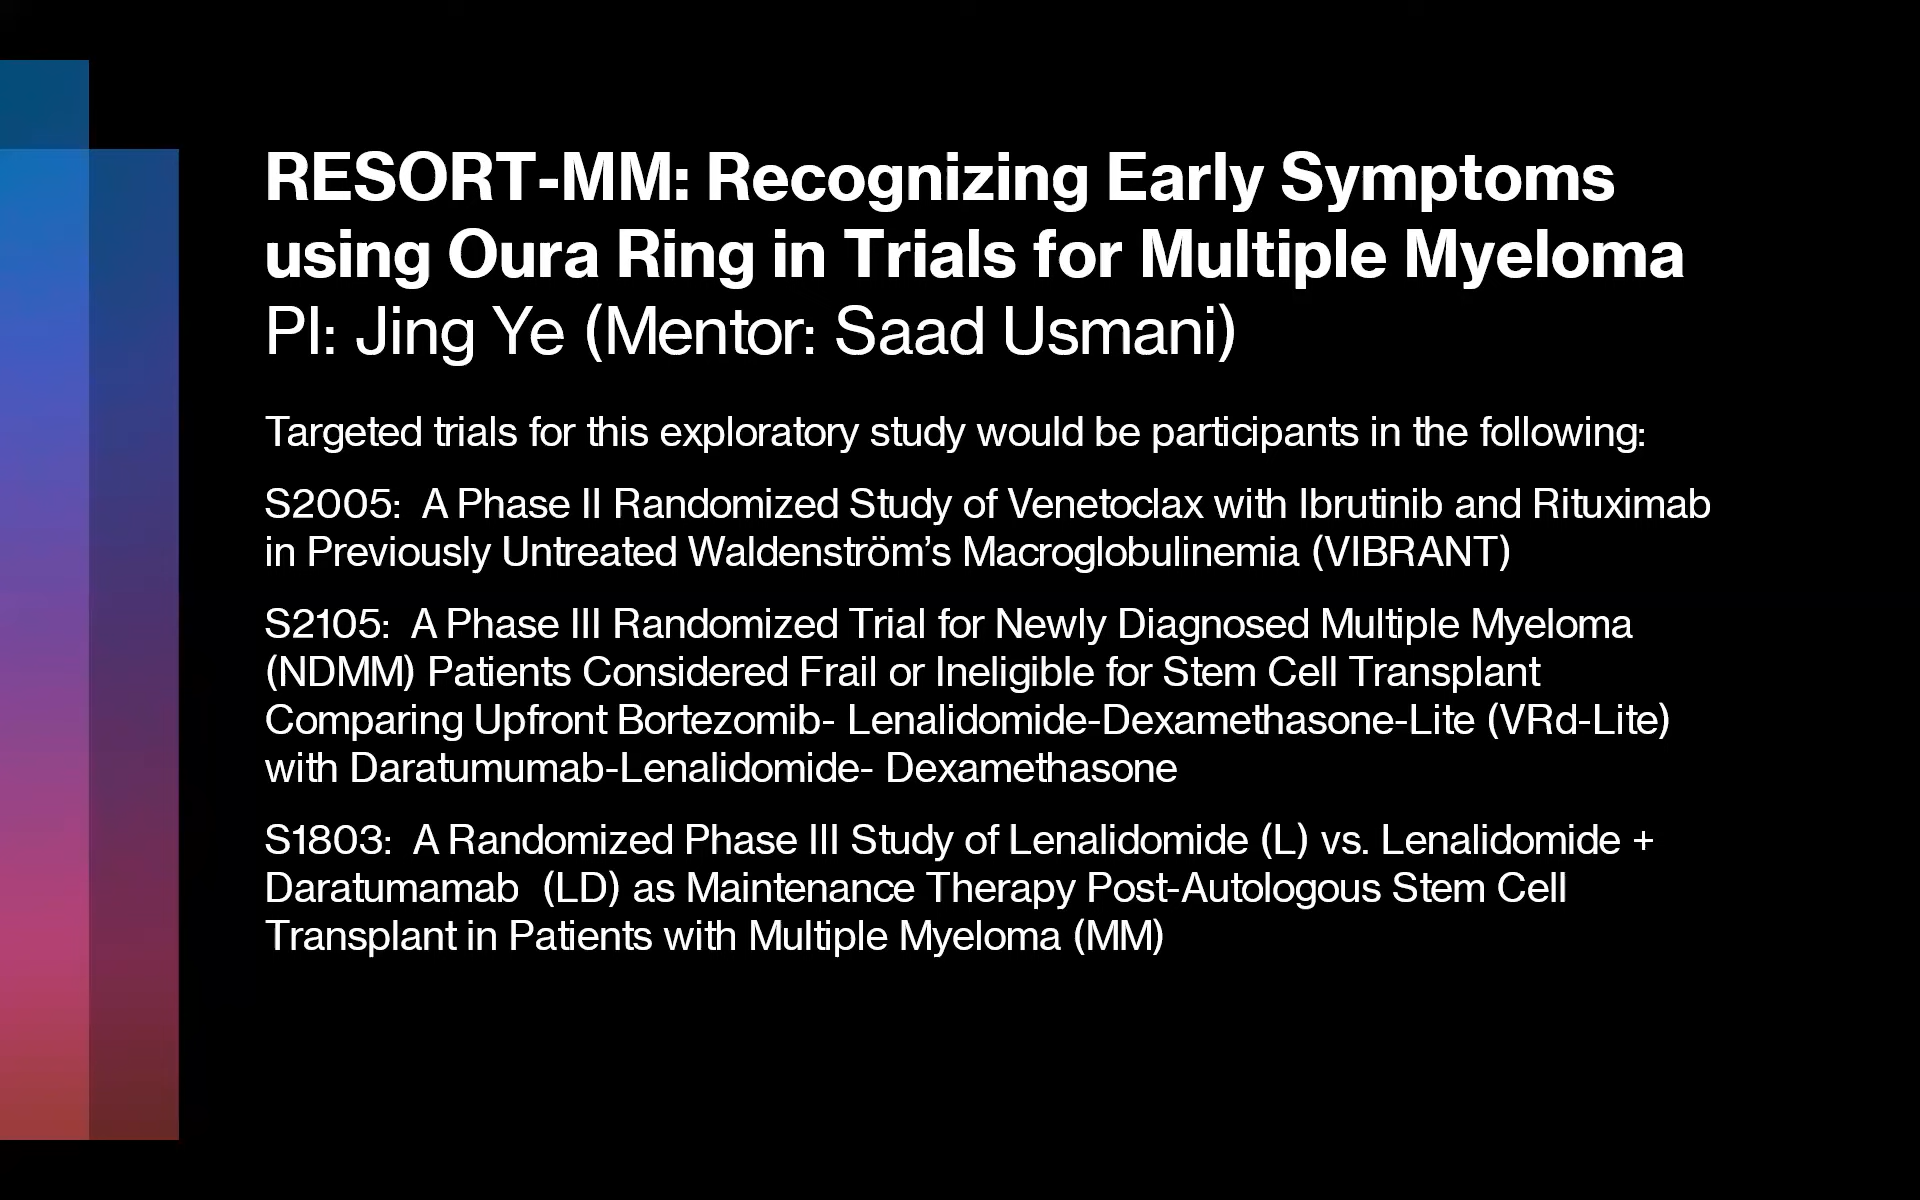 RESORT-MM: Recognizing Early Symptoms
using Oura Ring in Trials for Multiple Myeloma
PI: Jing Ye (Mentor: Saad Usmani)
Targeted trials for this exploratory study would be participants in the following:
S2005:  A Phase II Randomized Study of Venetoclax with Ibrutinib and Rituximab
in Previously Untreated Waldenström’s Macroglobulinemia (VIBRANT)
S2105:  A Phase III Randomized Trial for Newly Diagnosed Multiple Myeloma
(NDMM) Patients Considered Frail or Ineligible for Stem Cell Transplant
Comparing Upfront Bortezomib- Lenalidomide-Dexamethasone-Lite (VRd-Lite)
with Daratumumab-Lenalidomide- Dexamethasone
S1803:  A Randomized Phase III Study of Lenalidomide (L) vs. Lenalidomide +
Daratumamab  (LD) as Maintenance Therapy Post-Autologous Stem Cell
Transplant in Patients with Multiple Myeloma (MM)